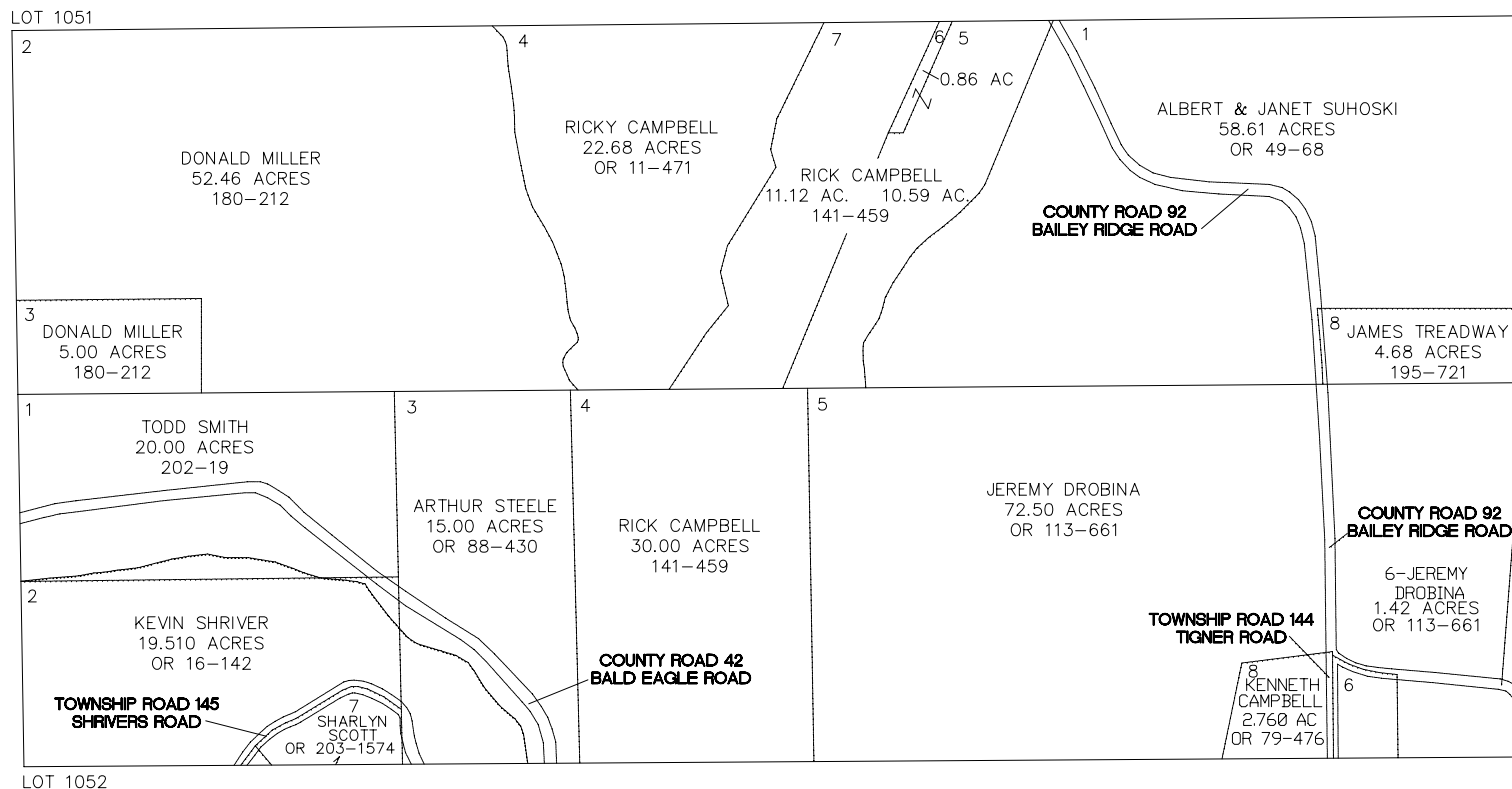 LOT 1051
2
4
7
6
5
1
0.86 AC
ALBERT & JANET SUHOSKI
58.61 ACRES
OR 49-68
RICKY CAMPBELL
22.68 ACRES
OR 11-471
DONALD MILLER
52.46 ACRES
180-212
RICK CAMPBELL
11.12 AC. 10.59 AC.
141-459
COUNTY ROAD 92
BAILEY RIDGE ROAD
3
DONALD MILLER
5.00 ACRES
180-212
8
JAMES TREADWAY
4.68 ACRES
195-721
1
TODD SMITH
20.00 ACRES
202-19
3
ARTHUR STEELE
15.00 ACRES
OR 88-430
4
RICK CAMPBELL
30.00 ACRES
141-459
5
JEREMY DROBINA
72.50 ACRES
OR 113-661
COUNTY ROAD 92
BAILEY RIDGE ROAD
6-JEREMY
DROBINA
1.42 ACRES
OR 113-661
2
KEVIN SHRIVER
19.510 ACRES
OR 16-142
TOWNSHIP ROAD 144
TIGNER ROAD
COUNTY ROAD 42
BALD EAGLE ROAD
TOWNSHIP ROAD 145
SHRIVERS ROAD
7
SHARLYN
SCOTT
OR 203-1574
8
KENNETH
CAMPBELL
2.760 AC
OR 79-476
6
LOT 1052